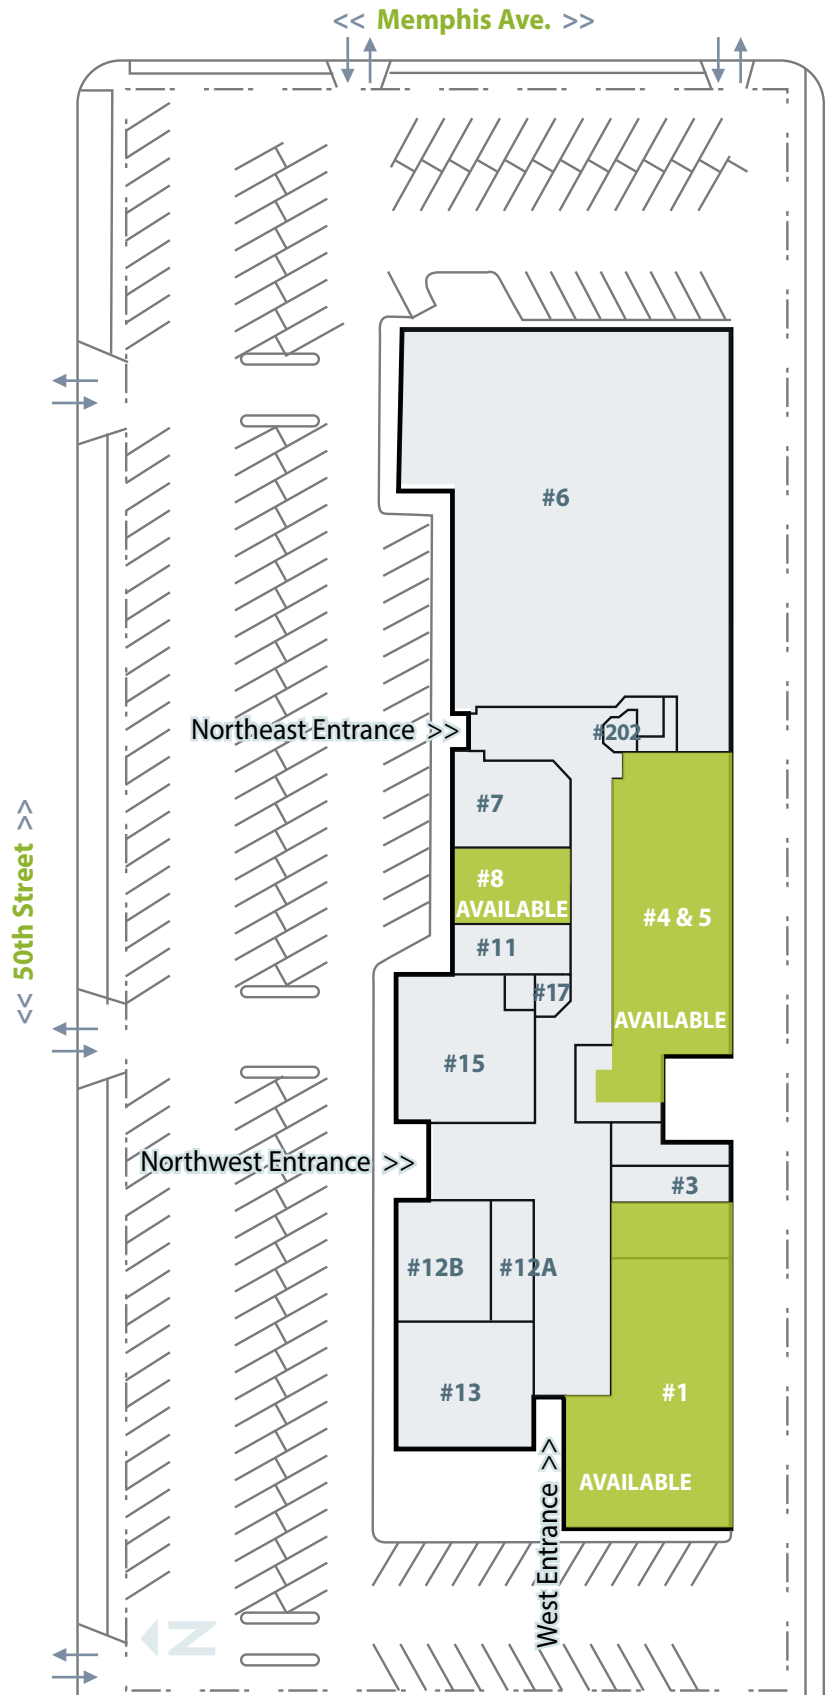 << Memphis Ave. >>
#6
Northeast Entrance >>
#202
#7
<< 50th Street >>
#8
AVAILABLE
#4 & 5
#11
#17
AVAILABLE
#15
Northwest Entrance >>
#3
#12B
#12A
#13
#1
West Entrance >>
AVAILABLE
N